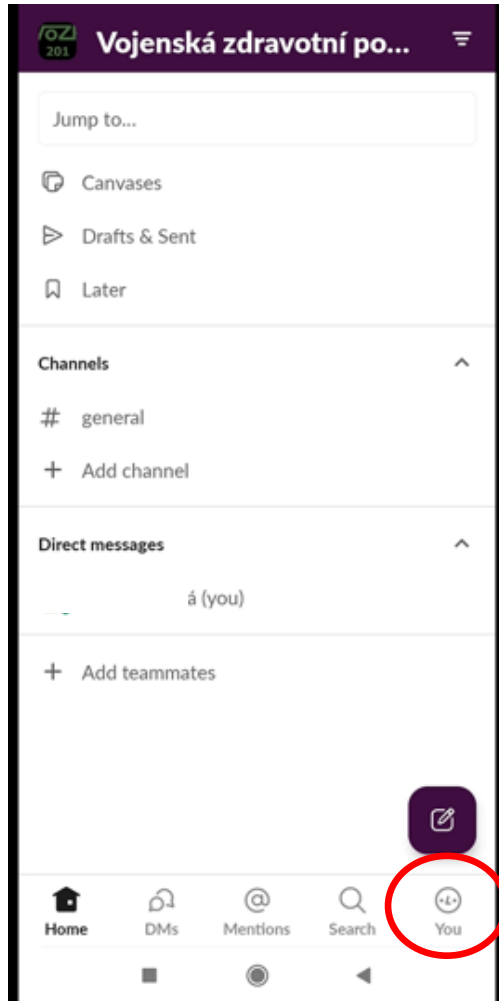 VOZP
201
Vojenská zdravotní po...
Jump to...
Canvases
Drafts & Sent
Later
Channels
# general
+ Add channel
Direct messages
á (you)
+ Add teammates
Home
DMs
Mentions
Search
You